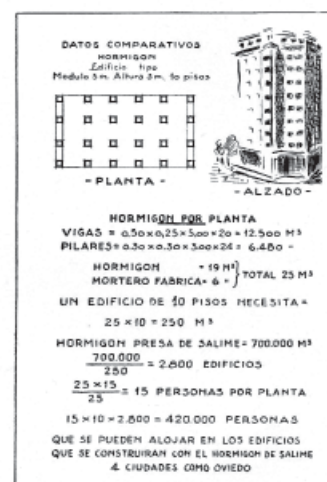 DATOS COMPARATIVOS
HORMIGON
Edificio tipo
Modulo 5m. Altura 3m. 10 pisos
- PLANTA -
- ALZADO -
HORMIGON POR PLANTA
VIGAS = 0.50 x 0,25 x 5,00 x 20 = 12.500 M³
PILARES = 0.30 x 0.30 x 3.00 x 24 = 6.480 -
HORMIGON = 19 M³
MORTERO FABRICA = 6 -
TOTAL 25 M³
UN EDIFICIO DE 10 PISOS NECESITA =
25 x 10 = 250 M³
HORMIGON PRESA DE SALIME = 700.000 M³
700.000
250
= 2.800 EDIFICIOS
25 x 15
25
= 15 PERSONAS POR PLANTA
15 x 10 x 2.800 = 420.000 PERSONAS
QUE SE PUEDEN ALOJAR EN LOS EDIFICIOS
QUE SE CONSTRUIRAN CON EL HORMIGON DE SALIME
4 CIUDADES COMO OVIEDO